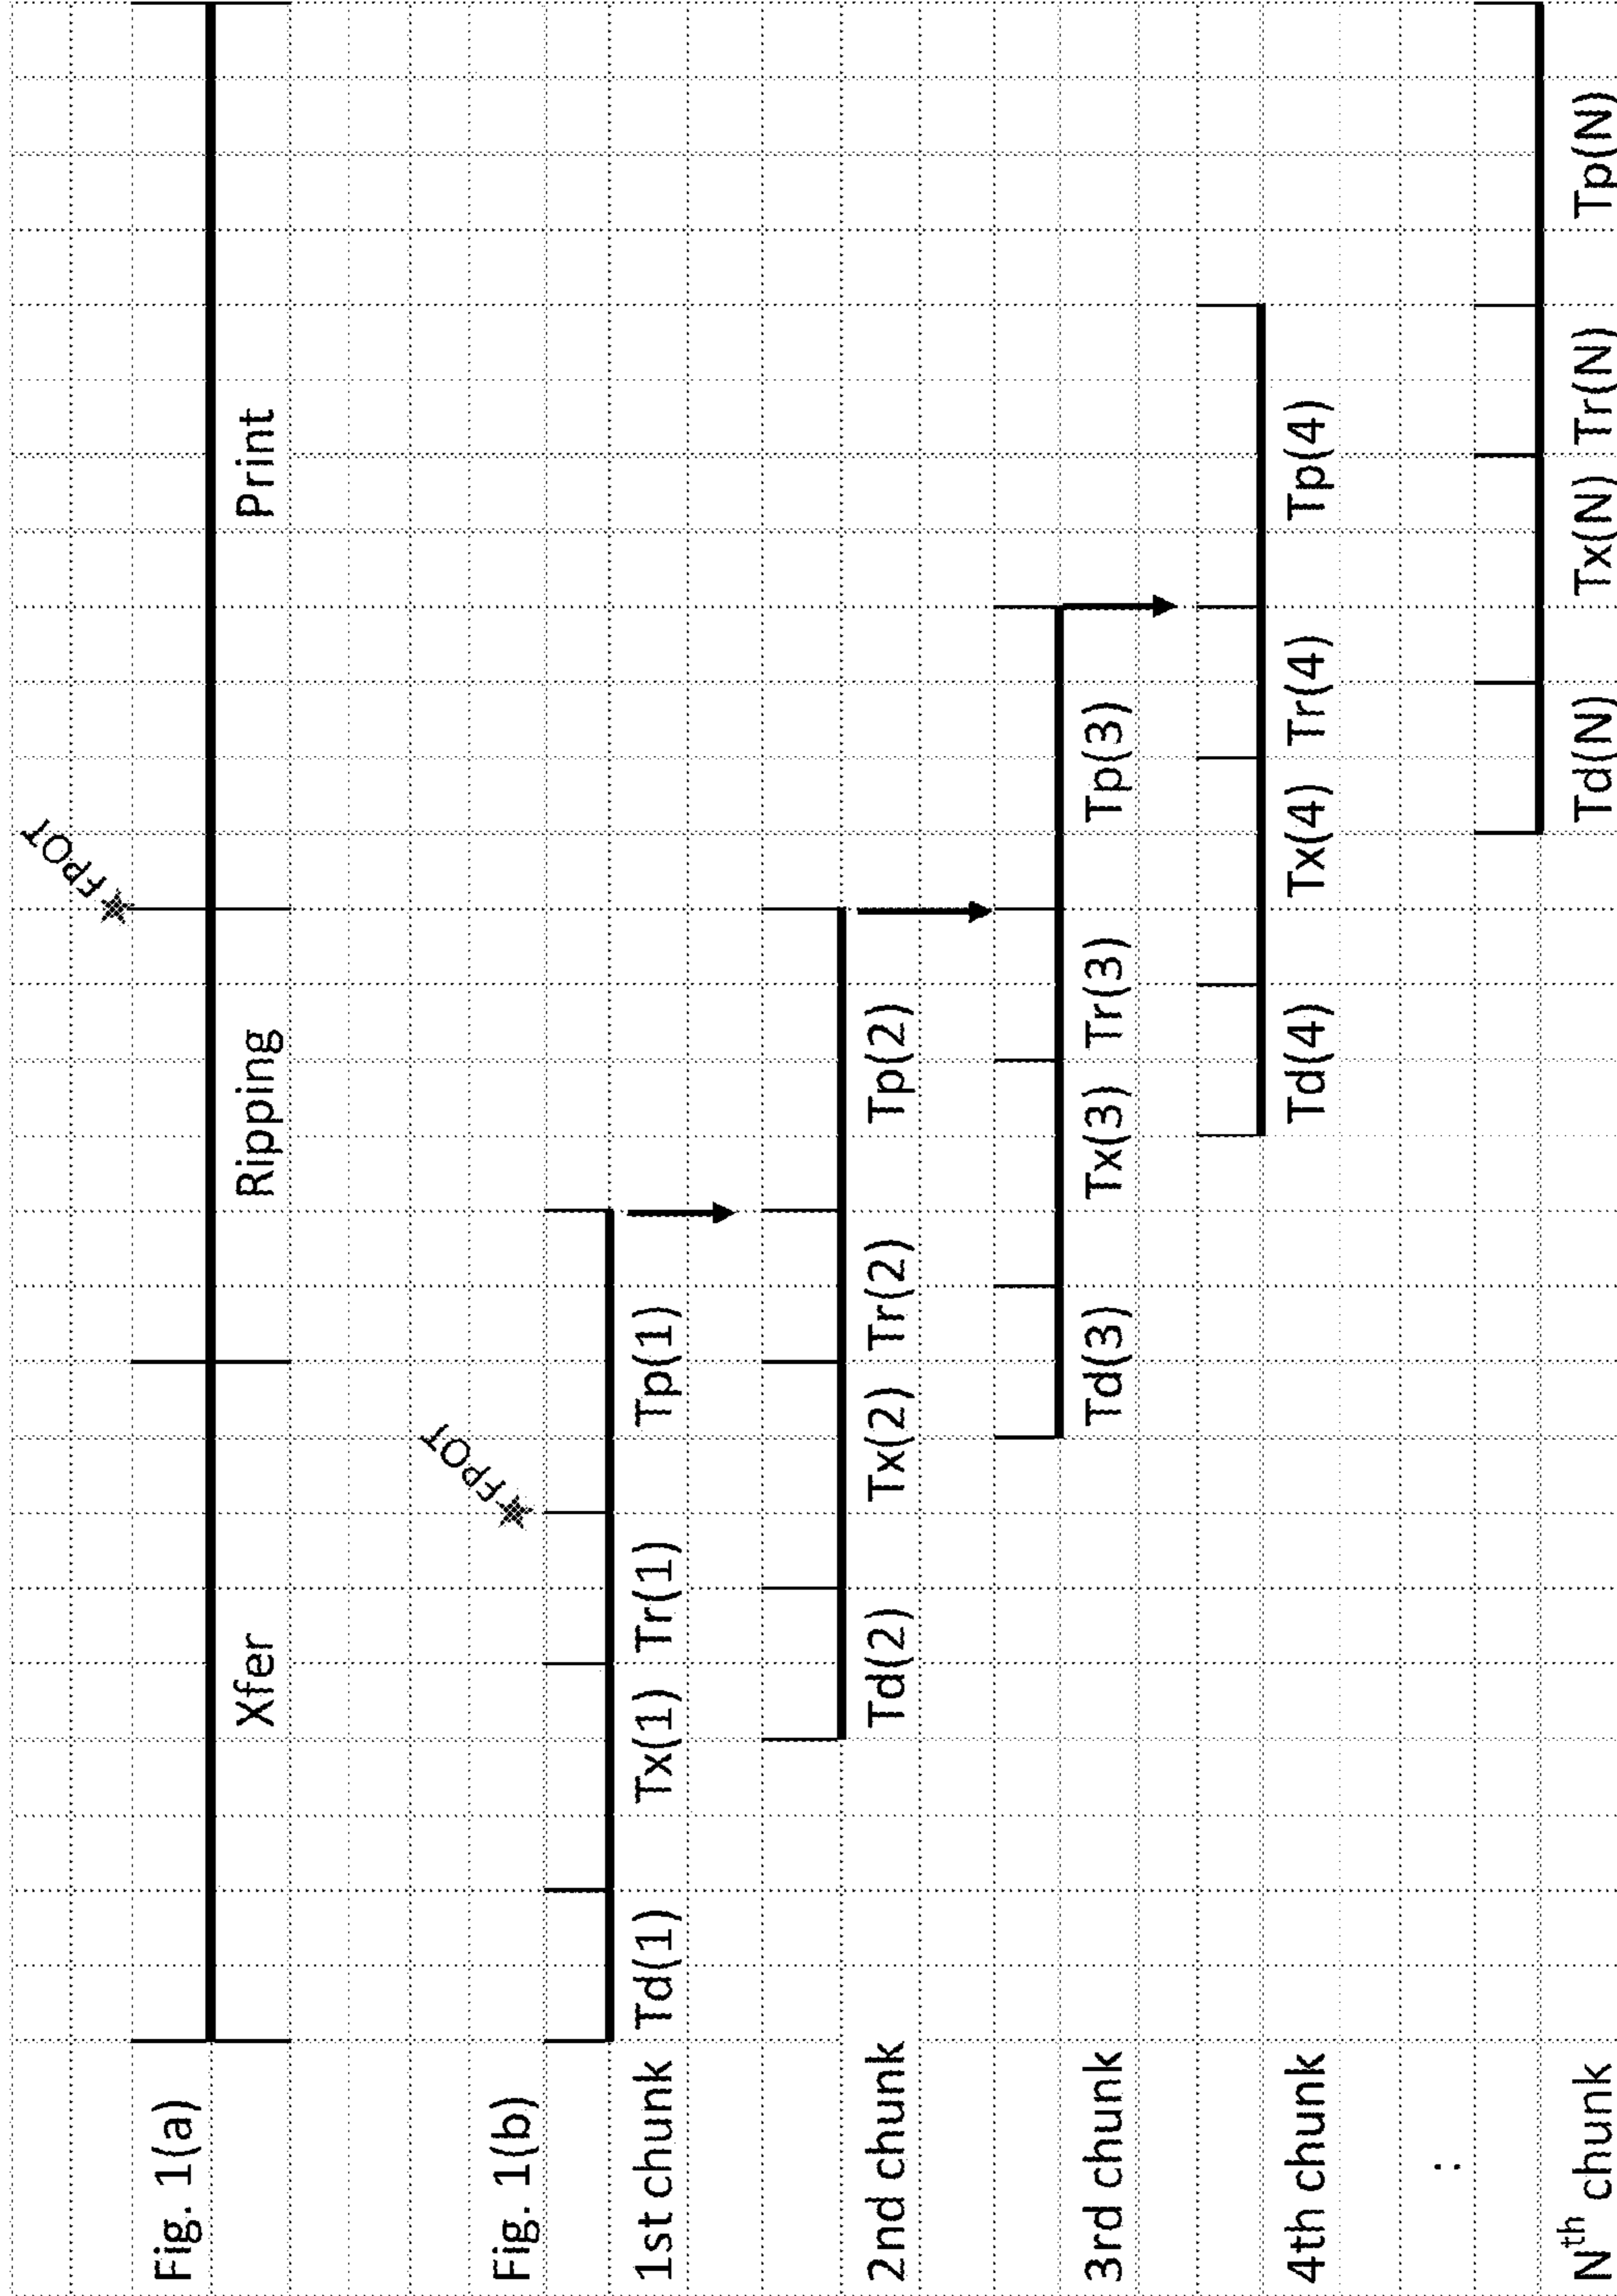 Fig. 1(a)
FPOT
Xfer Ripping Print
Fig. 1(b)
FPOT
1st chunk Td(1) Tx(1) Tr(1) Tp(1)
2nd chunk Td(2) Tx(2) Tr(2) Tp(2)
3rd chunk Td(3) Tx(3) Tr(3) Tp(3)
4th chunk Td(4) Tx(4) Tr(4) Tp(4)
:
Nth chunk Td(N) Tx(N) Tr(N) Tp(N)